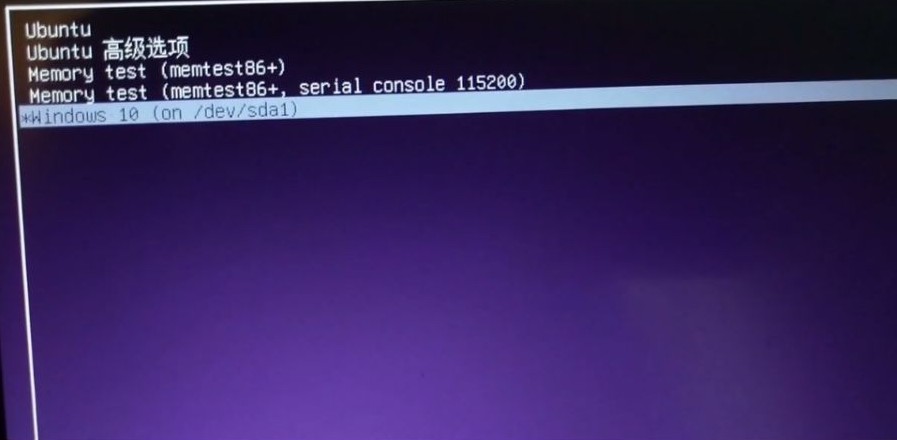 Ubuntu
Ubuntu 高级选项
Memory test (memtest86+)
Memory test (memtest86+, serial console 115200)
*Windows 10 (on /dev/sda1)